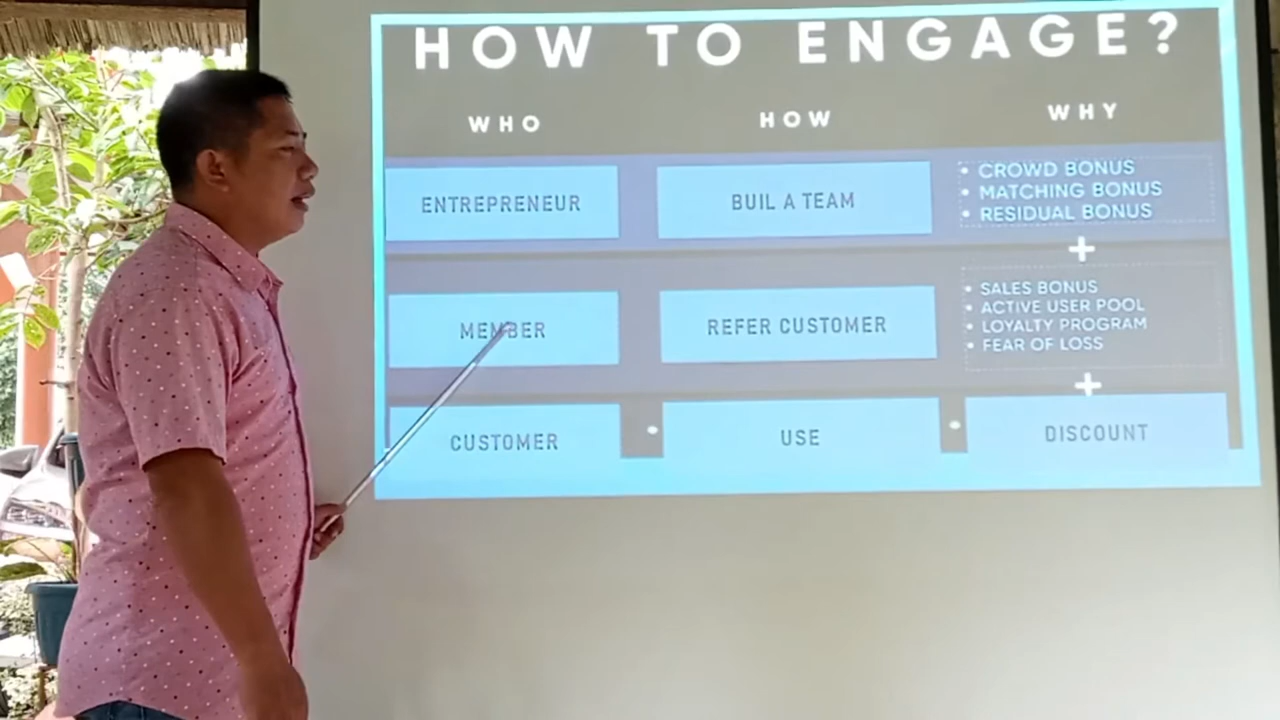 HOW TO ENGAGE?
WHO HOW WHY
ENTREPRENEUR
BUIL A TEAM
• CROWD BONUS
• MATCHING BONUS
• RESIDUAL BONUS
+
MEMBER
REFER CUSTOMER
• SALES BONUS
• ACTIVE USER POOL
• LOYALTY PROGRAM
• FEAR OF LOSS
+
CUSTOMER • USE • DISCOUNT